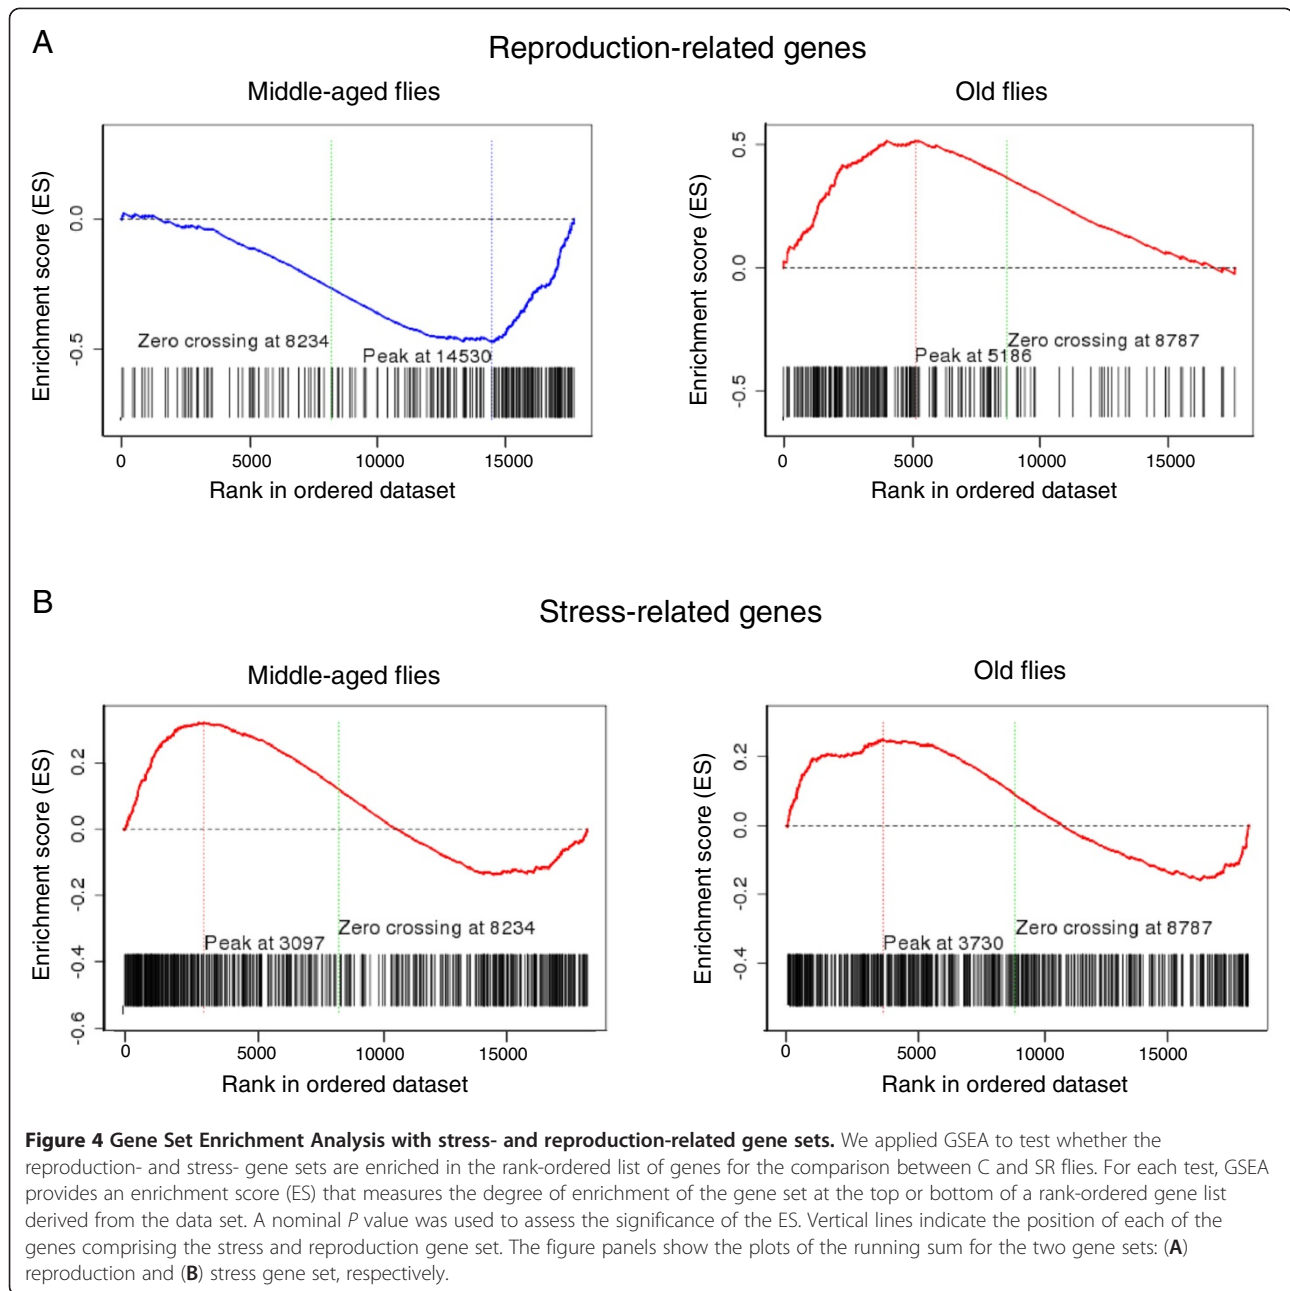 A
Reproduction-related genes
Middle-aged flies
Old flies
Enrichment score (ES)
0.0
-0.5
Zero crossing at 8234
Peak at 14530
0 5000 10000 15000
Rank in ordered dataset
Enrichment score (ES)
0.5
0.0
-0.5
Zero crossing at 8787
Peak at 5186
0 5000 10000 15000
Rank in ordered dataset
B
Stress-related genes
Middle-aged flies
Old flies
Enrichment score (ES)
0.2
0.0
-0.2
-0.4
-0.6
Zero crossing at 8234
Peak at 3097
0 5000 10000 15000
Rank in ordered dataset
Enrichment score (ES)
0.2
0.0
-0.2
-0.4
Zero crossing at 8787
Peak at 3730
0 5000 10000 15000
Rank in ordered dataset
Figure 4 Gene Set Enrichment Analysis with stress- and reproduction-related gene sets. We applied GSEA to test whether the
reproduction- and stress- gene sets are enriched in the rank-ordered list of genes for the comparison between C and SR flies. For each test, GSEA
provides an enrichment score (ES) that measures the degree of enrichment of the gene set at the top or bottom of a rank-ordered gene list
derived from the data set. A nominal P value was used to assess the significance of the ES. Vertical lines indicate the position of each of the
genes comprising the stress and reproduction gene set. The figure panels show the plots of the running sum for the two gene sets: (A)
reproduction and (B) stress gene set, respectively.